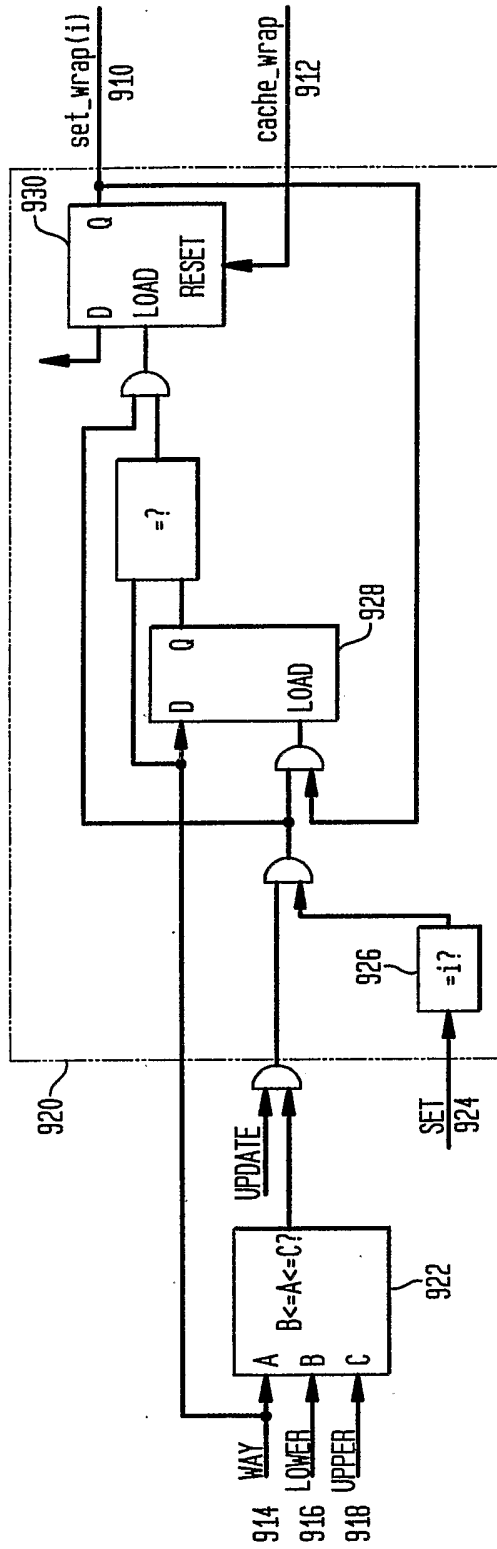 WAY
914
LOWER
916
UPPER
918
A
B
C
B<=A<=C?
922
UPDATE
920
SET
924
926
=i?
D
Q
LOAD
928
=?
D
Q
LOAD
RESET
930
set_wrap(i)
910
cache_wrap
912